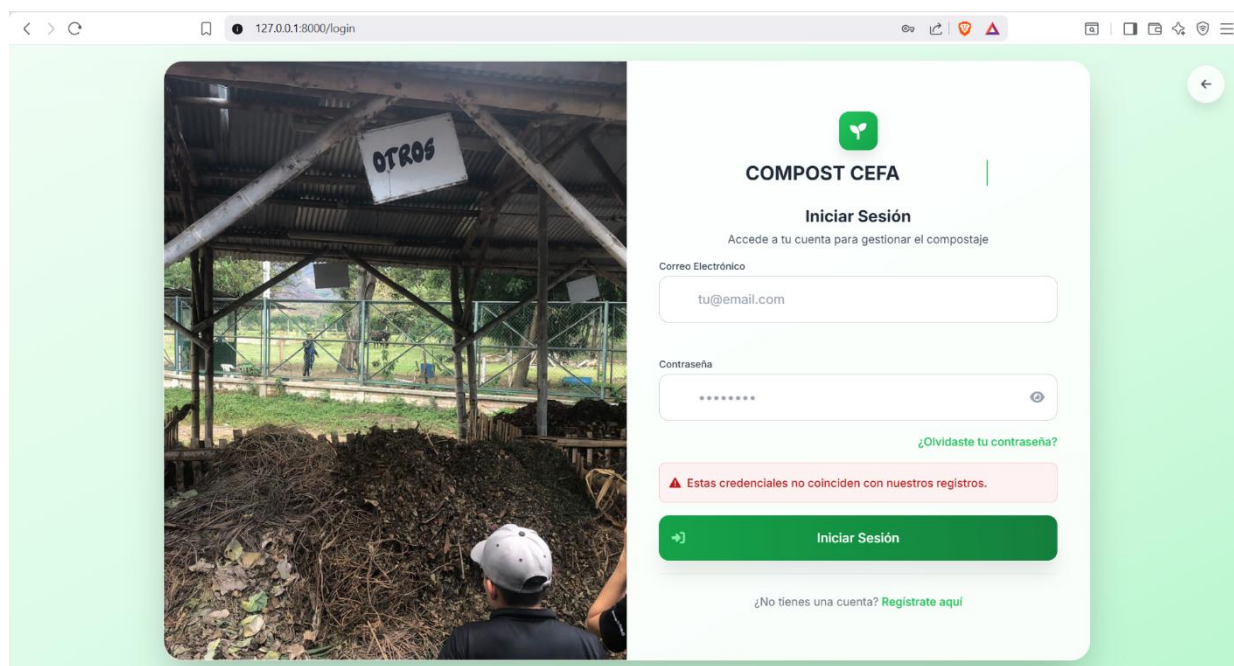 127.0.0.1:8000/login
OTROS
COMPOST CEFA
Iniciar Sesión
Accede a tu cuenta para gestionar el compostaje
Correo Electrónico
tu@email.com
Contraseña
¿Olvidaste tu contraseña?
Estas credenciales no coinciden con nuestros registros.
Iniciar Sesión
¿No tienes una cuenta? Regístrate aquí